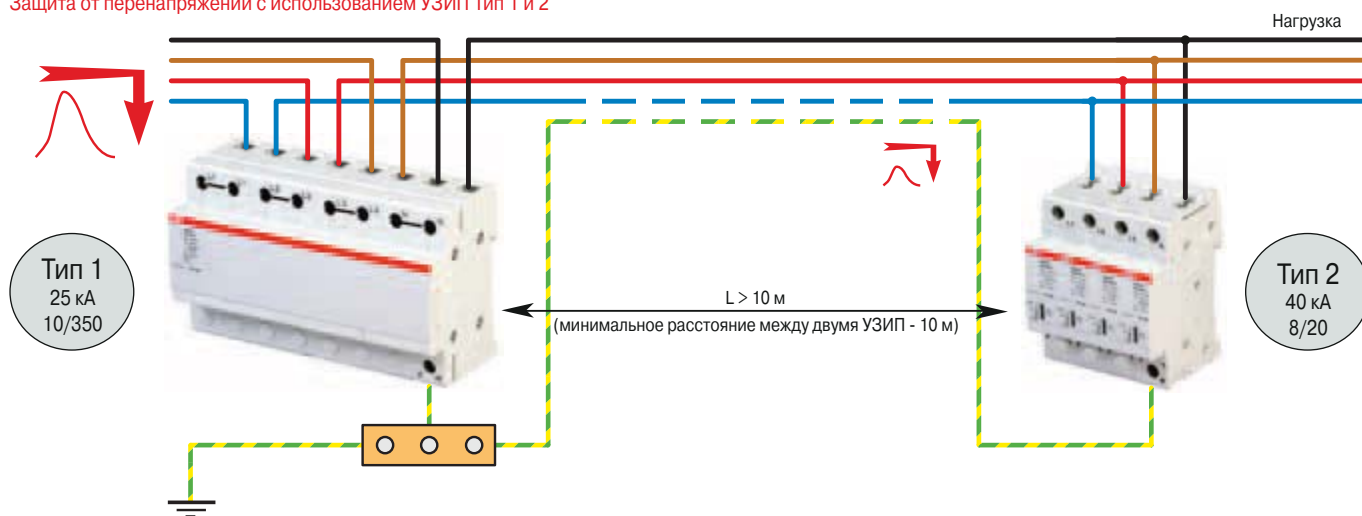 Защита от перенапряжений с использованием УЗИП Тип 1 и 2
Нагрузка
Тип 1
25 кА
10/350
L > 10 м
(минимальное расстояние между двумя УЗИП - 10 м)
Тип 2
40 кА
8/20